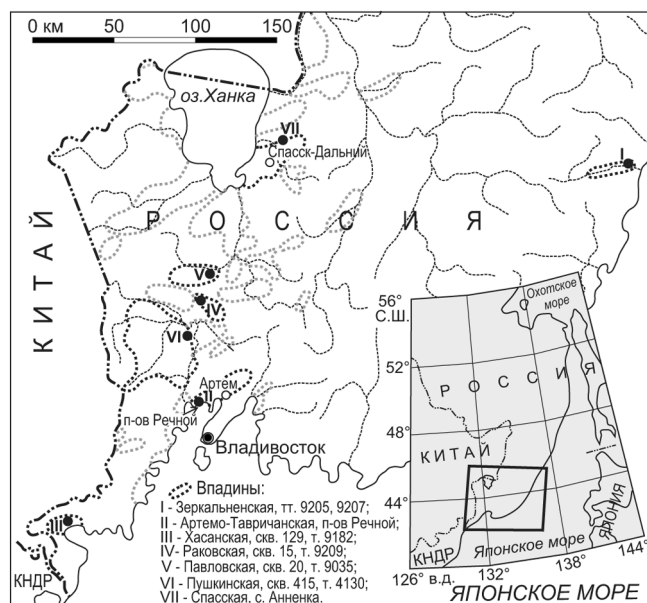 0 км 50 100 150
оз.Ханка
VII
Спасск-Дальний
I
КИТАЙ
РОССИЯ
V
IV
VI
Артем
II
п-ов Речной
Владивосток
III
КНДР
Впадины:
I - Зеркальненская, тт. 9205, 9207;
II - Артемо-Тавричанская, п-ов Речной;
III - Хасанская, скв. 129, т. 9182;
IV- Раковская, скв. 15, т. 9209;
V - Павловская, скв. 20, т. 9035;
VI - Пушкинская, скв. 415, т. 4130;
VII - Спасская, с. Анненка.
56°
С.Ш.
Охотское
море
52°
РОССИЯ
48°
КИТАЙ
44°
ЯПОНИЯ
КНДР
Японское море
126° в.д. 132° 138° 144°
ЯПОНСКОЕ МОРЕ